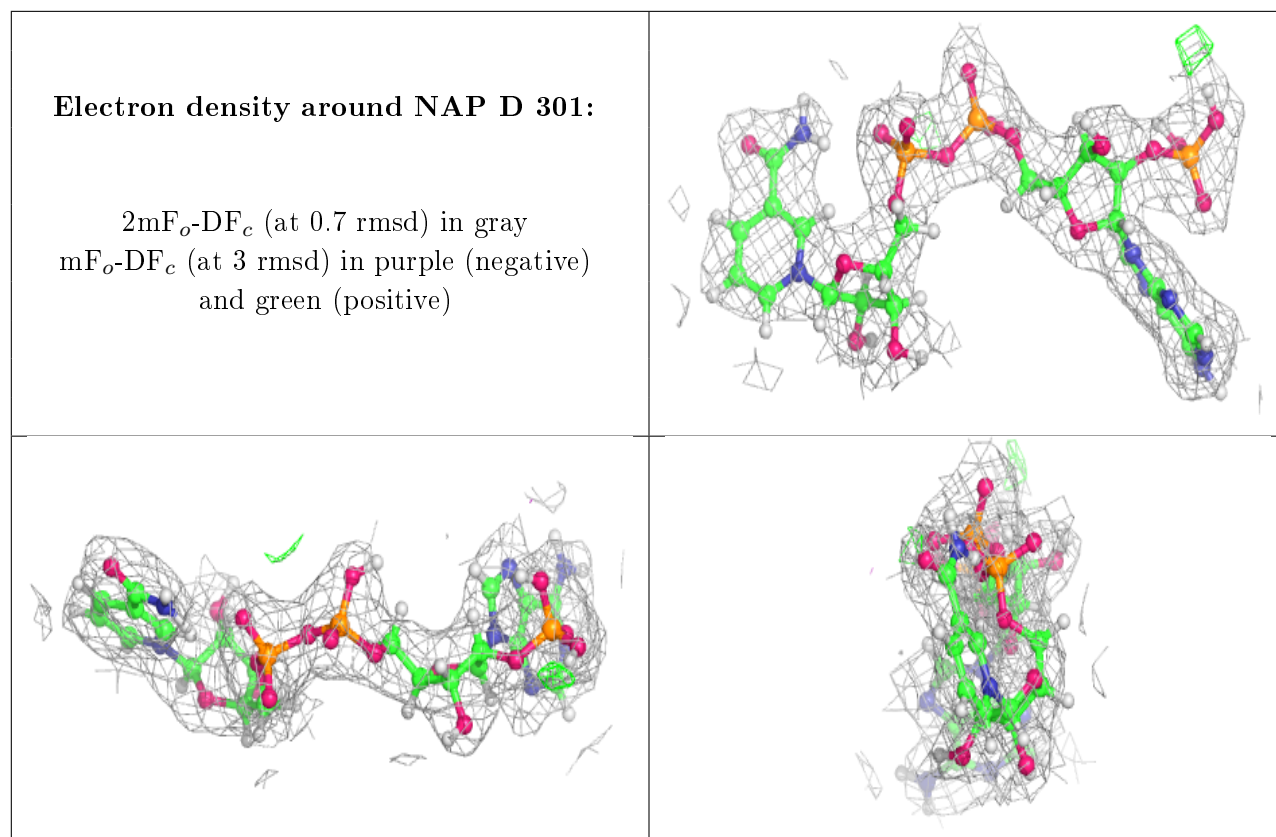 Electron density around NAP D 301:
2mFo-DFc (at 0.7 rmsd) in gray
mFo-DFc (at 3 rmsd) in purple (negative)
and green (positive)